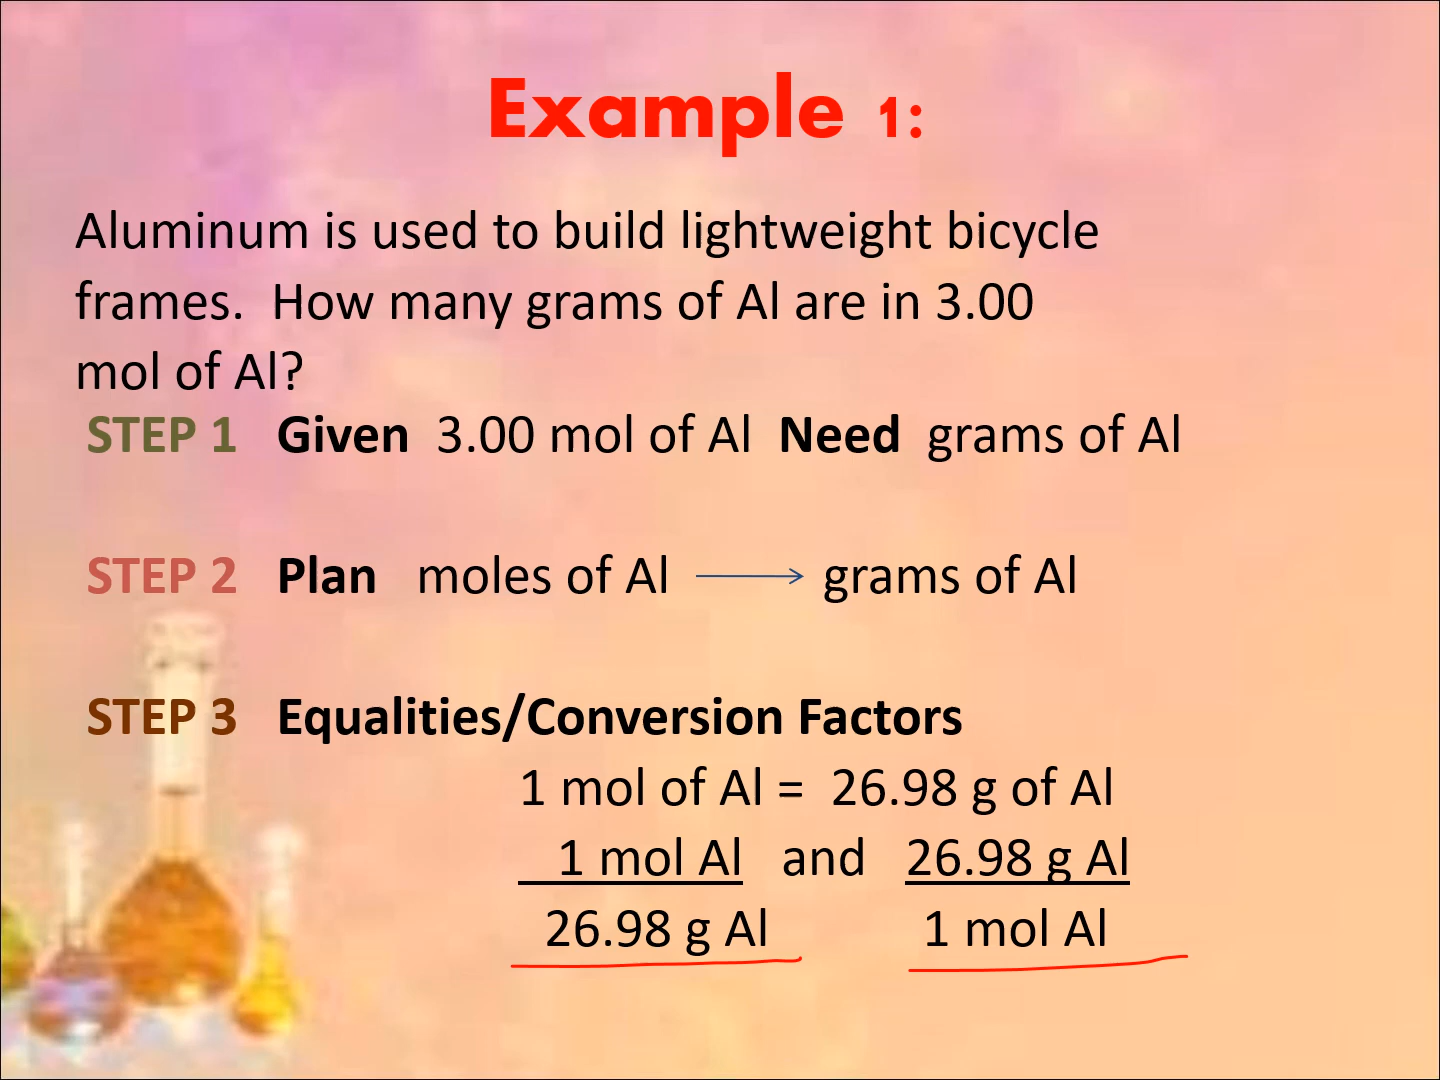 Example 1:
Aluminum is used to build lightweight bicycle
frames. How many grams of Al are in 3.00
mol of Al?
STEP 1 Given 3.00 mol of Al Need grams of Al
STEP 2 Plan moles of Al → grams of Al
STEP 3 Equalities/Conversion Factors
1 mol of Al = 26.98 g of Al
1 mol Al and 26.98 g Al
26.98 g Al 1 mol Al